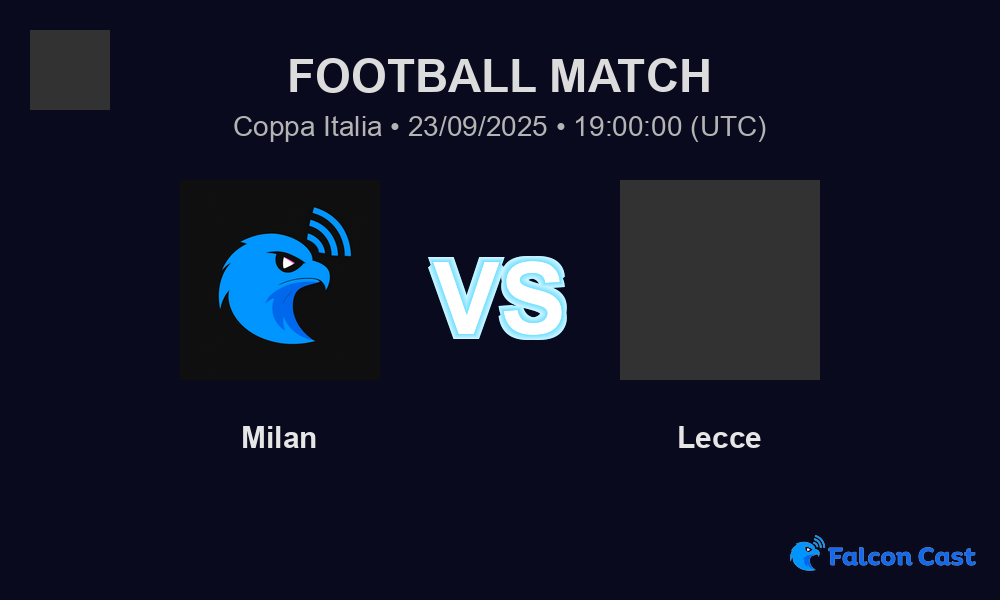 FOOTBALL MATCH
Coppa Italia • 23/09/2025 • 19:00:00 (UTC)
VS
Milan
Lecce
Falcon Cast